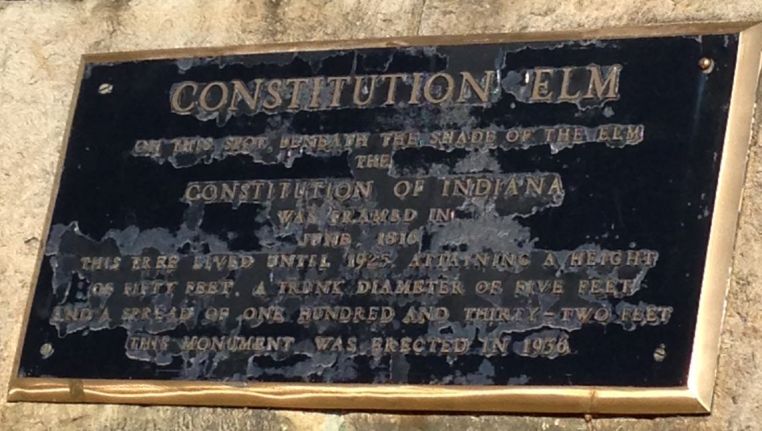 CONSTITUTION ELM
ON THIS SPOT, BENEATH THE SHADE OF THE ELM
THE
CONSTITUTION OF INDIANA
WAS FRAMED IN
JUNE 1816
THIS TREE LIVED UNTIL 1925, ATTAINING A HEIGHT
OF FIFTY FEET, A TRUNK DIAMETER OF FIVE FEET
AND A SPREAD OF ONE HUNDRED AND THIRTY-TWO FEET
THIS MONUMENT WAS ERECTED IN 1936